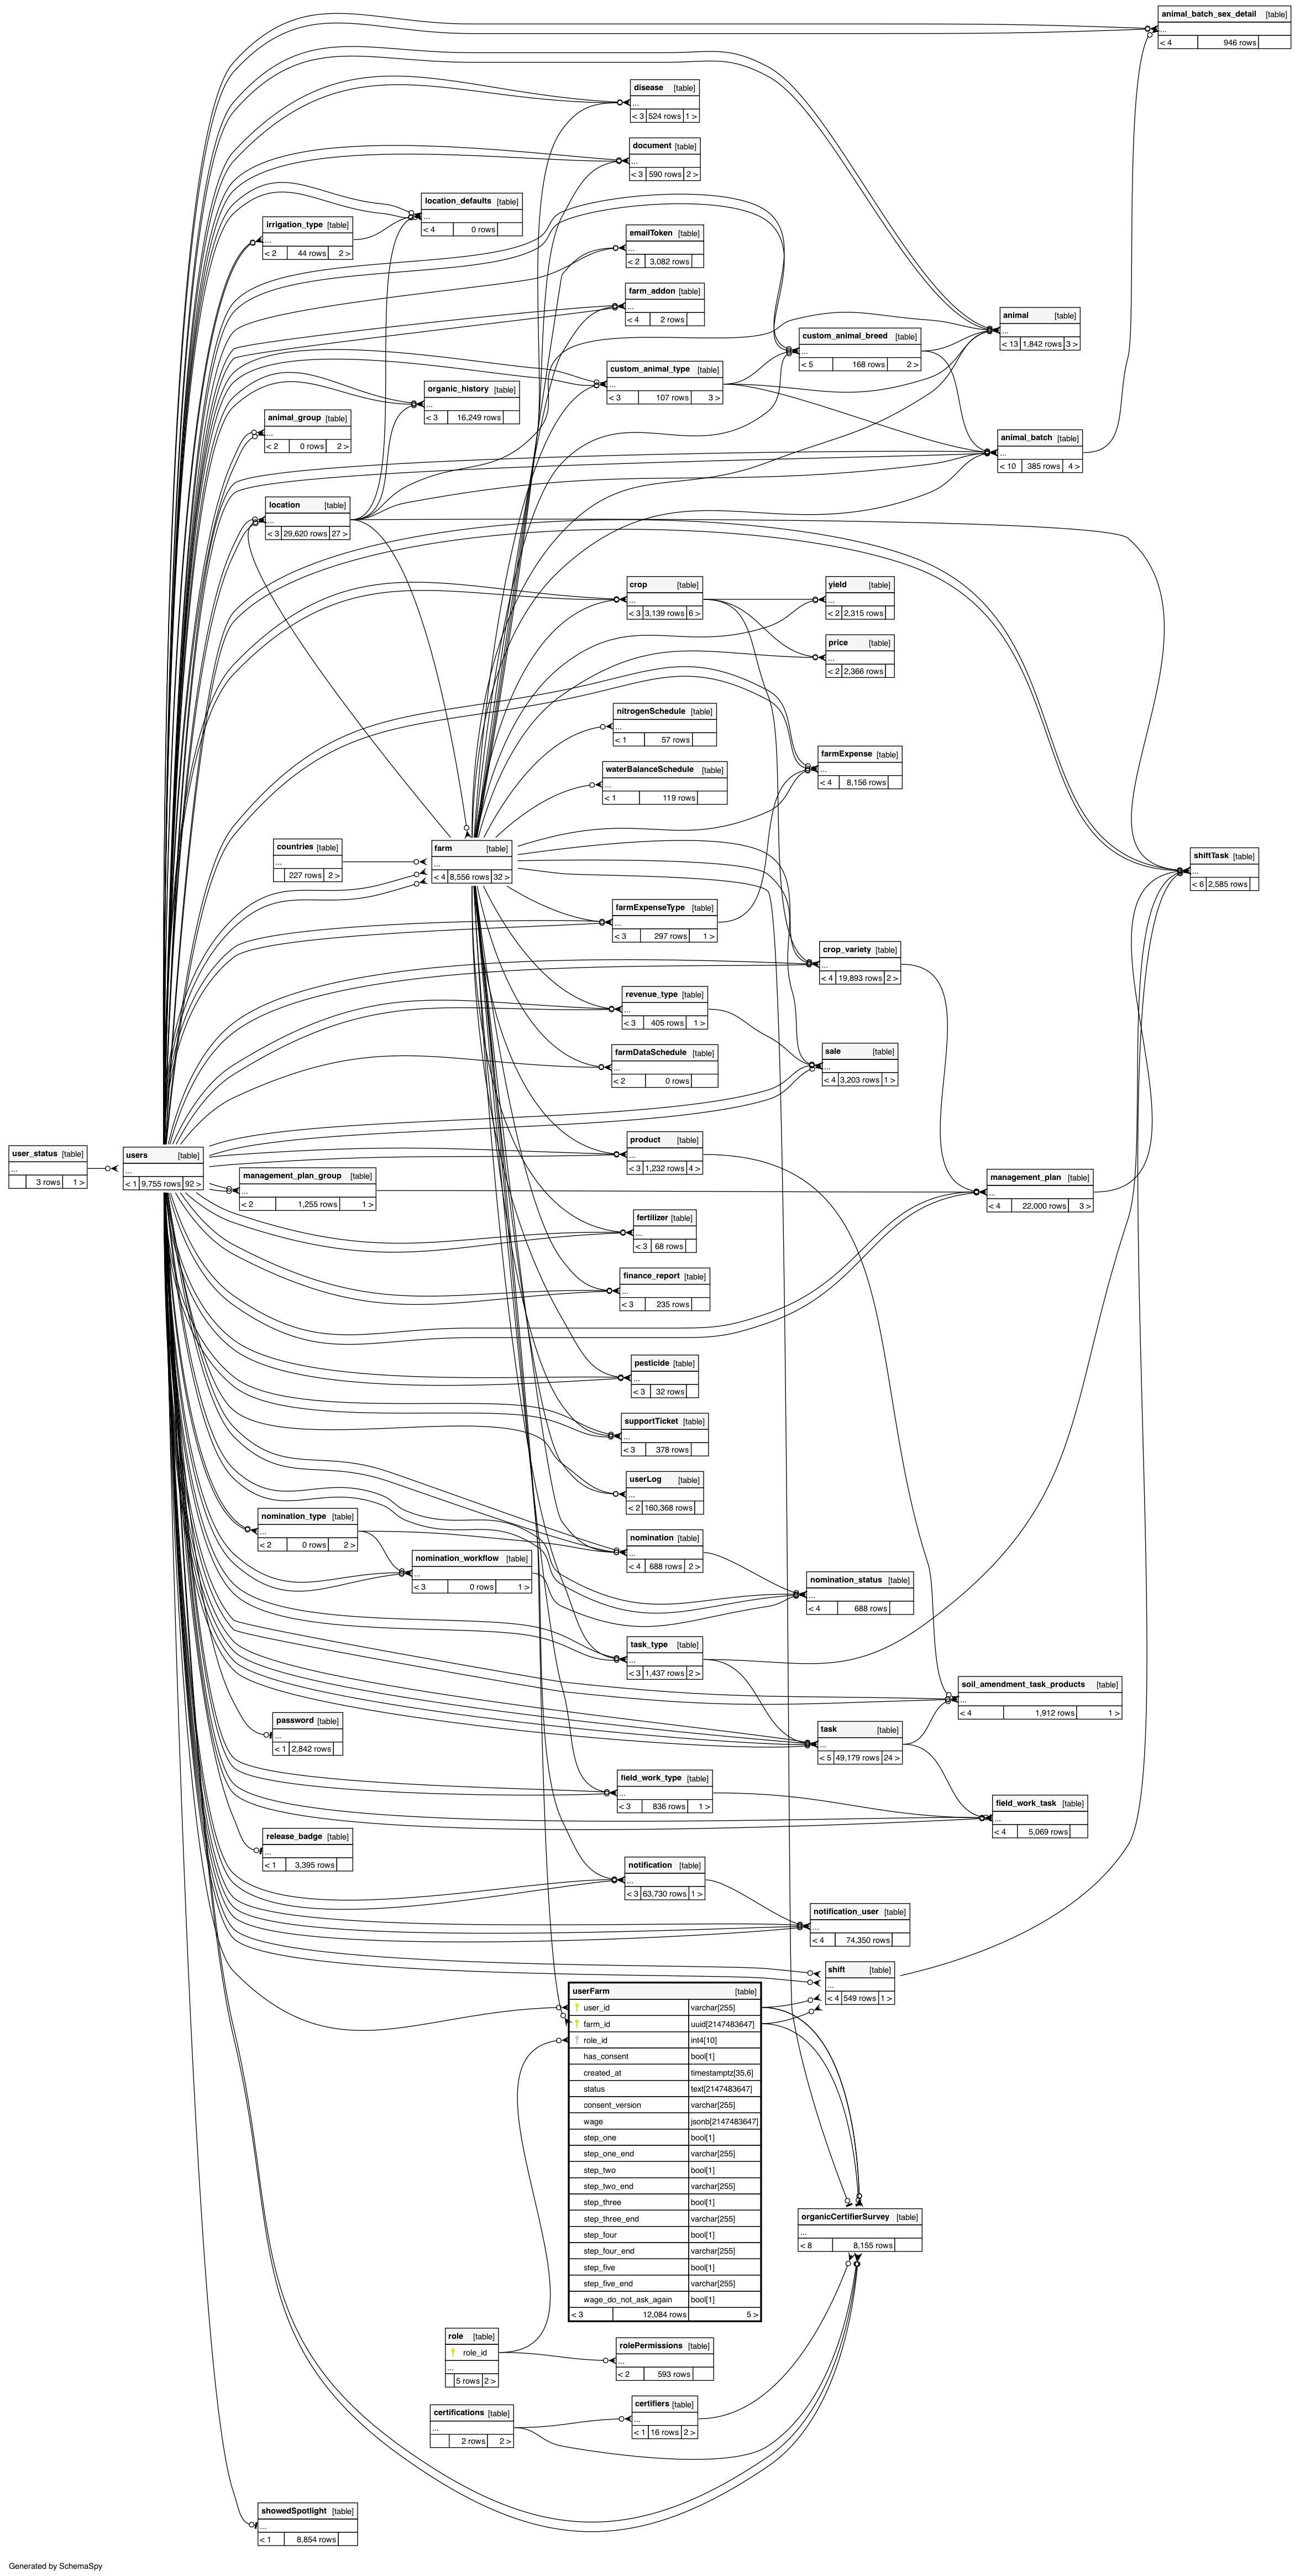 animal_batch_sex_detail [table]
...
< 4 946 rows
disease [table]
...
< 3 524 rows 1 >
document [table]
...
< 3 590 rows 2 >
location_defaults [table]
...
< 4 0 rows
irrigation_type [table]
...
< 2 44 rows 2 >
emailToken [table]
...
< 2 3,082 rows
farm_addon [table]
...
< 4 2 rows
animal [table]
...
< 13 1,842 rows 3 >
custom_animal_breed [table]
...
< 5 168 rows 2 >
custom_animal_type [table]
...
< 3 107 rows 3 >
organic_history [table]
...
< 3 16,249 rows
animal_group [table]
...
< 2 0 rows 2 >
animal_batch [table]
...
< 10 385 rows 4 >
location [table]
...
< 3 29,620 rows 27 >
crop [table]
...
< 3 3,139 rows 6 >
yield [table]
...
< 2 2,315 rows
price [table]
...
< 2 2,366 rows
nitrogenSchedule [table]
...
< 1 57 rows
farmExpense [table]
...
< 4 8,156 rows
waterBalanceSchedule [table]
...
< 1 119 rows
countries [table]
...
227 rows 2 >
farm [table]
...
< 4 8,556 rows 32 >
shiftTask [table]
...
< 6 2,585 rows
farmExpenseType [table]
...
< 3 297 rows 1 >
crop_variety [table]
...
< 4 19,893 rows 2 >
revenue_type [table]
...
< 3 405 rows 1 >
farmDataSchedule [table]
...
< 2 0 rows
sale [table]
...
< 4 3,203 rows 1 >
product [table]
...
< 3 1,232 rows 4 >
user_status [table]
...
3 rows 1 >
users [table]
...
< 1 9,755 rows 92 >
management_plan_group [table]
...
< 2 1,255 rows 1 >
management_plan [table]
...
< 4 22,000 rows 3 >
fertilizer [table]
...
< 3 68 rows
finance_report [table]
...
< 3 235 rows
pesticide [table]
...
< 3 32 rows
supportTicket [table]
...
< 3 378 rows
userLog [table]
...
< 2 160,368 rows
nomination_type [table]
...
< 2 0 rows 2 >
nomination [table]
...
< 4 688 rows 2 >
nomination_workflow [table]
...
< 3 0 rows 1 >
nomination_status [table]
...
< 4 688 rows
task_type [table]
...
< 3 1,437 rows 2 >
soil_amendment_task_products [table]
...
< 4 1,912 rows 1 >
password [table]
...
< 1 2,842 rows
task [table]
...
< 5 49,179 rows 24 >
field_work_type [table]
...
< 3 836 rows 1 >
field_work_task [table]
...
< 4 5,069 rows
release_badge [table]
...
< 1 3,395 rows
notification [table]
...
< 3 63,730 rows 1 >
notification_user [table]
...
< 4 74,350 rows
shift [table]
...
< 4 549 rows 1 >
userFarm [table]
user_id varchar[255]
farm_id uuid[2147483647]
role_id int4[10]
has_consent bool[1]
created_at timestamptz[35,6]
status text[2147483647]
consent_version varchar[255]
wage jsonb[2147483647]
step_one bool[1]
step_one_end varchar[255]
step_two bool[1]
step_two_end varchar[255]
step_three bool[1]
step_three_end varchar[255]
step_four bool[1]
step_four_end varchar[255]
step_five bool[1]
step_five_end varchar[255]
wage_do_not_ask_again bool[1]
< 3 12,084 rows 5 >
organicCertifierSurvey [table]
...
< 8 8,155 rows
role [table]
role_id
...
5 rows 2 >
rolePermissions [table]
...
< 2 593 rows
certifiers [table]
...
< 1 16 rows 2 >
certifications [table]
...
2 rows 2 >
showedSpotlight [table]
...
< 1 8,854 rows
Generated by SchemaSpy